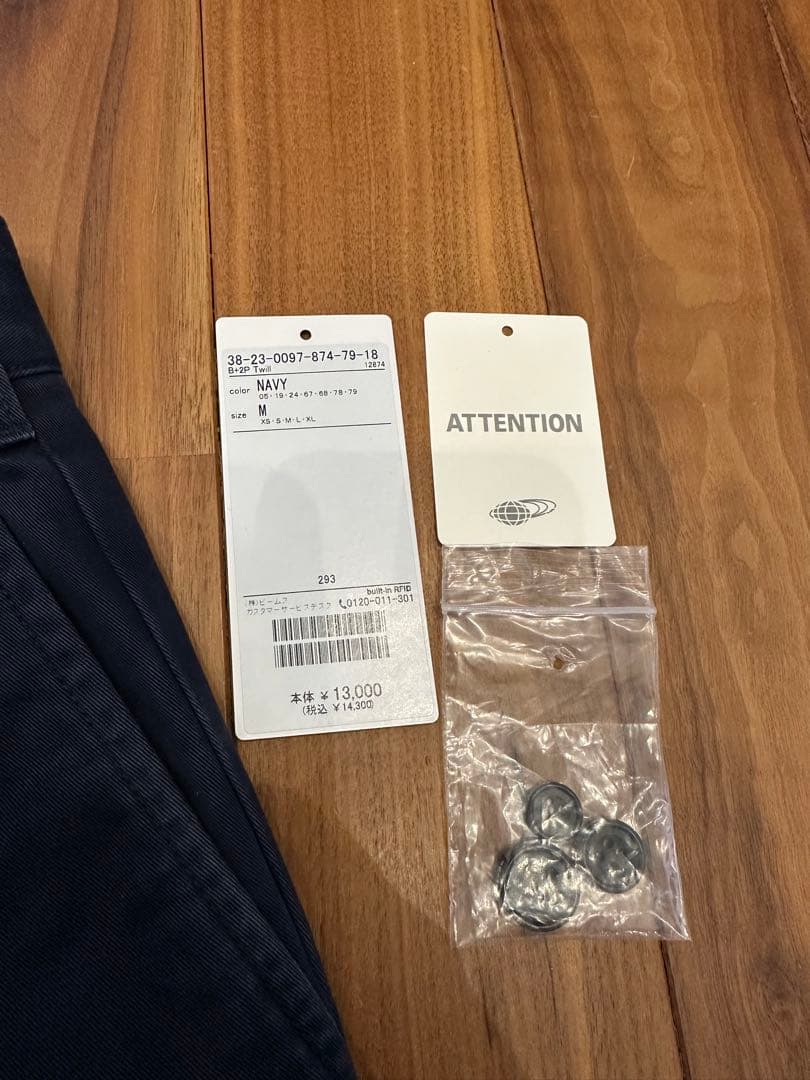 38-23-0097-874-79-18
B+2P Twill 12874
color NAVY
05・19・24・67・68・78・79
size M
XS・S・M・L・XL
293
built-in RFID
(株)ビームス
カスタマーサービスデスク 0120-011-301
本体 ¥13,000
(税込 ¥14,300)
ATTENTION